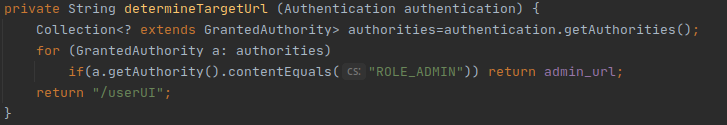 private String determineTargetUrl (Authentication authentication) {
    Collection<? extends GrantedAuthority> authorities=authentication.getAuthorities();
    for (GrantedAuthority a: authorities)
        if(a.getAuthority().contentEquals( cs: "ROLE_ADMIN")) return admin_url;
    return "/userUI";
}